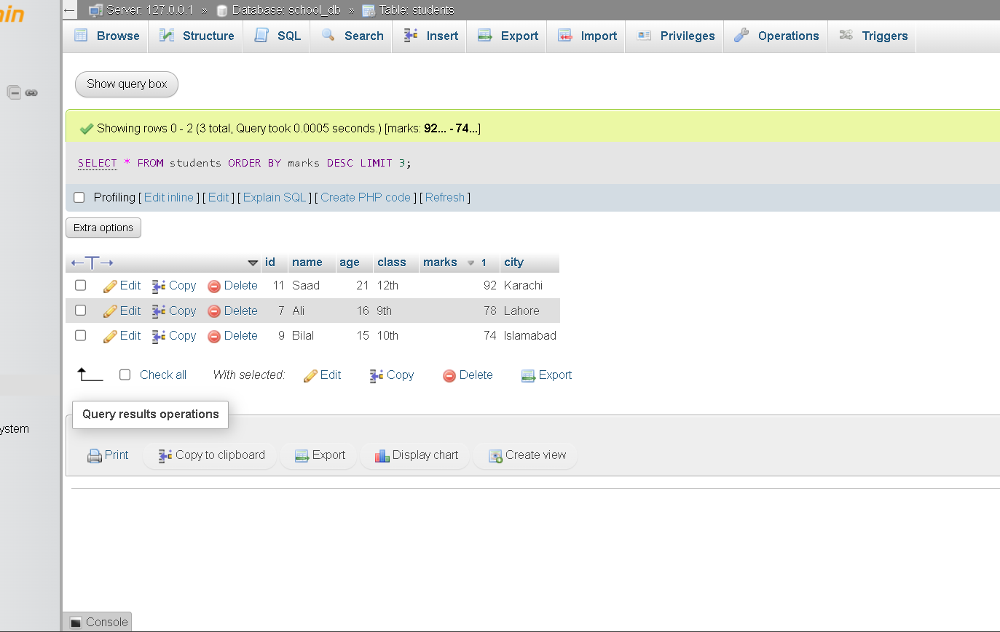 Server: 127.0.0.1 » Database: school_db » Table: students
Browse Structure SQL Search Insert Export Import Privileges Operations Triggers
Show query box
Showing rows 0 - 2 (3 total, Query took 0.0005 seconds.) [marks: 92... - 74...]
SELECT * FROM students ORDER BY marks DESC LIMIT 3;
Profiling [ Edit inline ] [ Edit ] [ Explain SQL ] [ Create PHP code ] [ Refresh ]
Extra options
←T→ id name age class marks 1 city
Edit Copy Delete 11 Saad 21 12th 92 Karachi
Edit Copy Delete 7 Ali 16 9th 78 Lahore
Edit Copy Delete 9 Bilal 15 10th 74 Islamabad
Check all With selected: Edit Copy Delete Export
Query results operations
ystem
Print Copy to clipboard Export Display chart Create view
Console